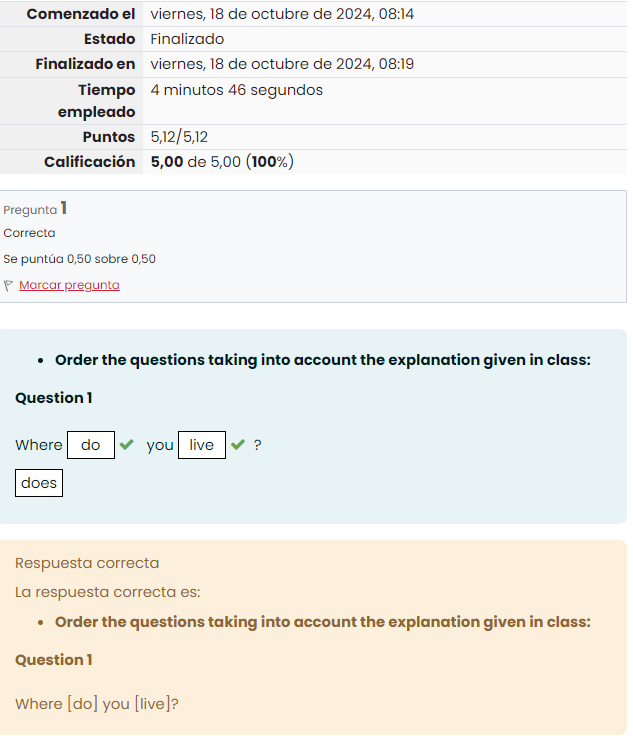 Comenzado el viernes, 18 de octubre de 2024, 08:14
Estado Finalizado
Finalizado en viernes, 18 de octubre de 2024, 08:19
Tiempo empleado 4 minutos 46 segundos
Puntos 5,12/5,12
Calificación 5,00 de 5,00 (100%)
Pregunta 1
Correcta
Se puntúa 0,50 sobre 0,50
Marcar pregunta
• Order the questions taking into account the explanation given in class:
Question 1
Where do you live ?
does
Respuesta correcta
La respuesta correcta es:
• Order the questions taking into account the explanation given in class:
Question 1
Where [do] you [live]?